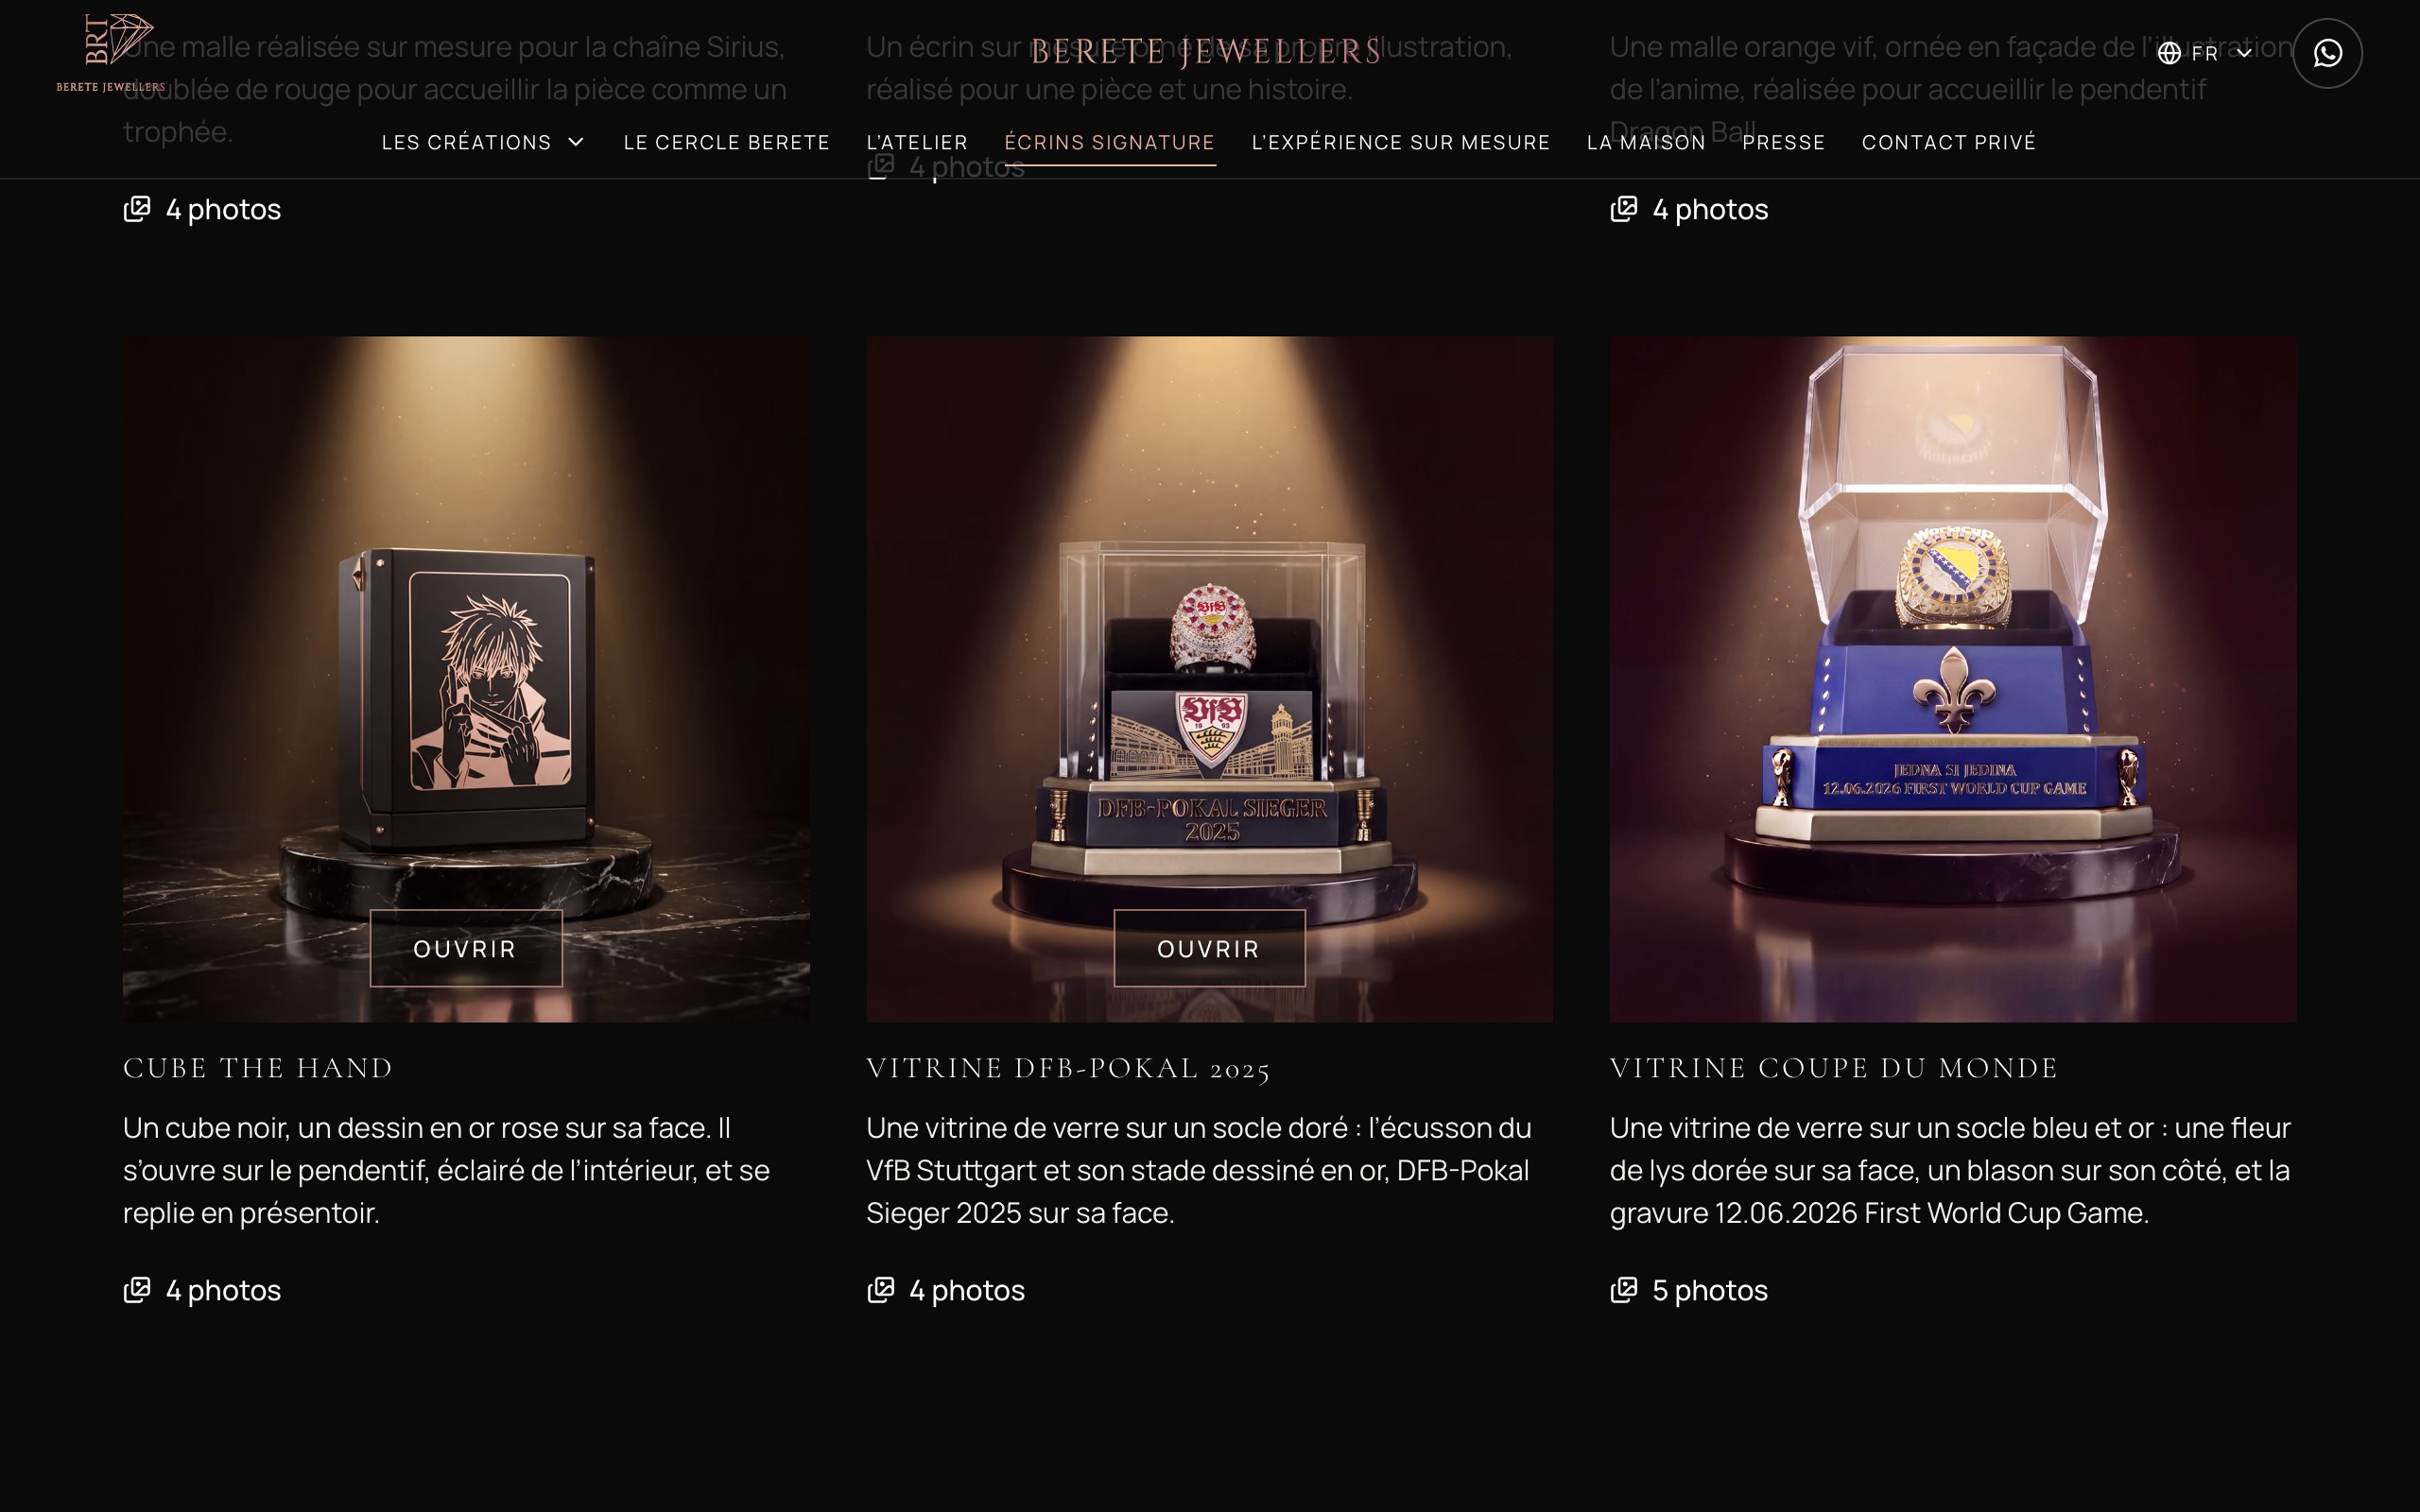 BRT
BERETE JEWELLERS
BERETE JEWELLERS
FR
Une malle réalisée sur mesure pour la chaîne Sirius,
doublée de rouge pour accueillir la pièce comme un
trophée.
Un écrin sur mesure orné de sa propre illustration,
réalisé pour une pièce et une histoire.
Une malle orange vif, ornée en façade de l’illustration
de l’anime, réalisée pour accueillir le pendentif
Dragon Ball
LES CRÉATIONS
LE CERCLE BERETE
L’ATELIER
ÉCRINS SIGNATURE
L’EXPÉRIENCE SUR MESURE
LA MAISON
PRESSE
CONTACT PRIVÉ
4 photos
4 photos
4 photos
OUVRIR
CUBE THE HAND
Un cube noir, un dessin en or rose sur sa face. Il
s’ouvre sur le pendentif, éclairé de l’intérieur, et se
replie en présentoir.
4 photos
VfB
VfB
1893
DFB-POKAL SIEGER
2025
OUVRIR
VITRINE DFB-POKAL 2025
Une vitrine de verre sur un socle doré : l’écusson du
VfB Stuttgart et son stade dessiné en or, DFB-Pokal
Sieger 2025 sur sa face.
4 photos
WORLD CUP
2026
JEDNA SI JEDINA
12.06.2026 FIRST WORLD CUP GAME
VITRINE COUPE DU MONDE
Une vitrine de verre sur un socle bleu et or : une fleur
de lys dorée sur sa face, un blason sur son côté, et la
gravure 12.06.2026 First World Cup Game.
5 photos